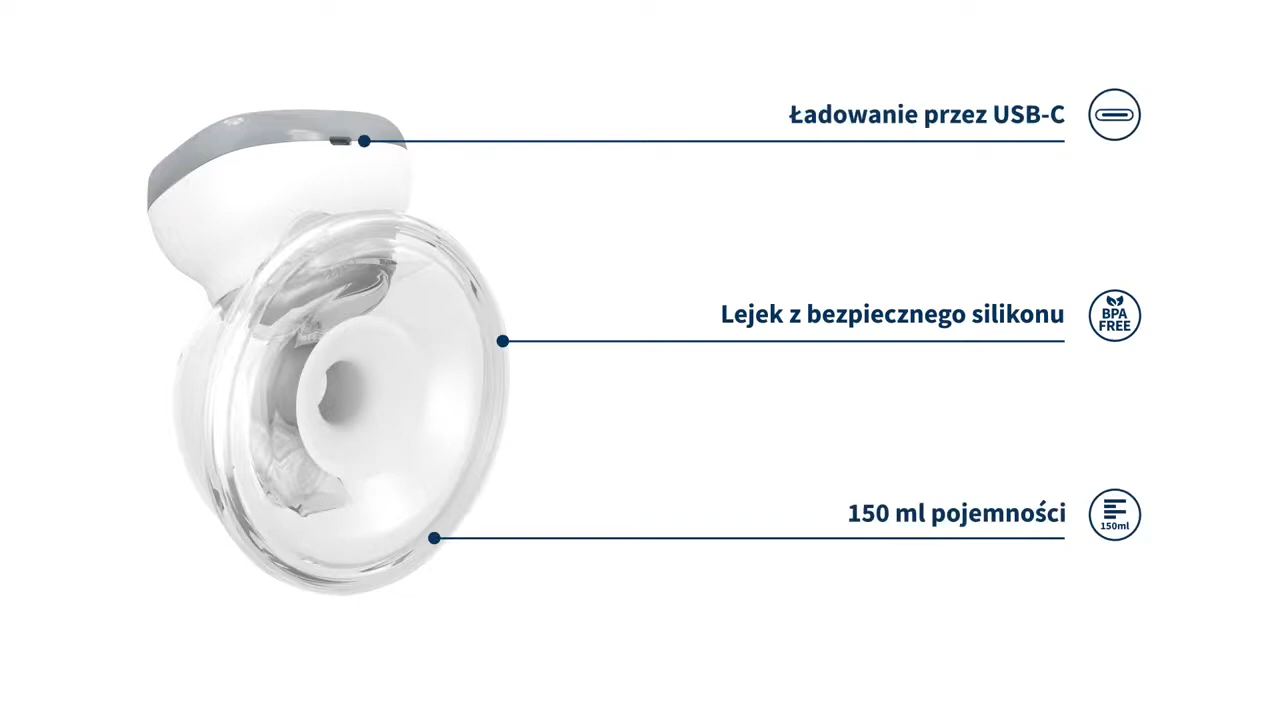 Ładowanie przez USB-C
Lejek z bezpiecznego silikonu
BPA
FREE
150 ml pojemności
150ml